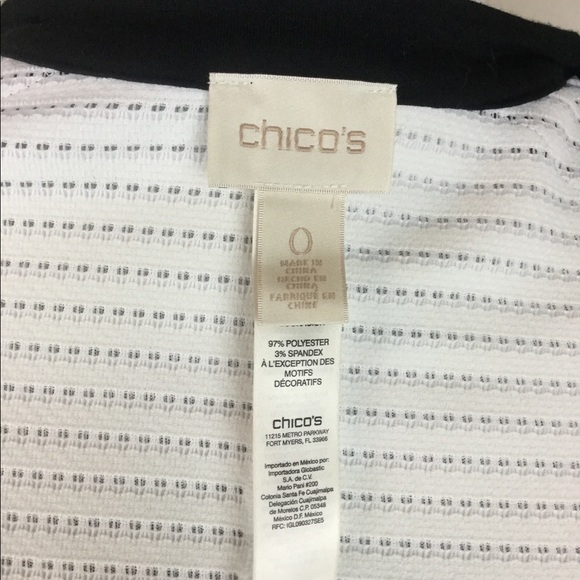 chico's
0
MADE IN
CHINA
HECHO EN
CHINA
FABRIQUÉ EN
CHINE
97% POLYESTER
3% SPANDEX
À L'EXCEPTION DES
MOTIFS
DÉCORATIFS
chico's
11215 METRO PARKWAY
FORT MYERS, FL 33966
Importado en México por:
Importadora Globastic
S.A. de C.V.
Mario Pani #200
Colonia Santa Fe Cuajimalpa
Delegación Cuajimalpa
de Morelos C.P. 05348
México D.F. México
RFC: IGL090327SE5